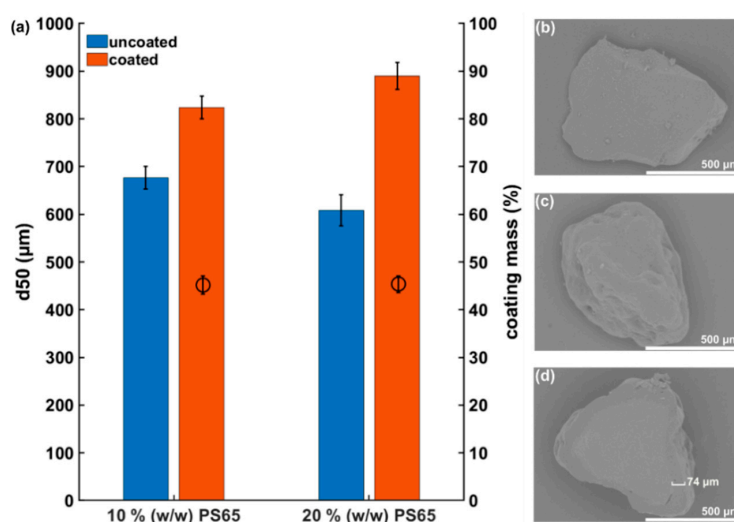 (a)
uncoated
coated
1000
900
800
700
600
500
400
300
200
100
0
d50 (µm)
100
90
80
70
60
50
40
30
20
10
0
coating mass (%)
10 % (w/w) PS65
20 % (w/w) PS65
(b)
500 µm
(c)
500 µm
(d)
74 µm
500 µm